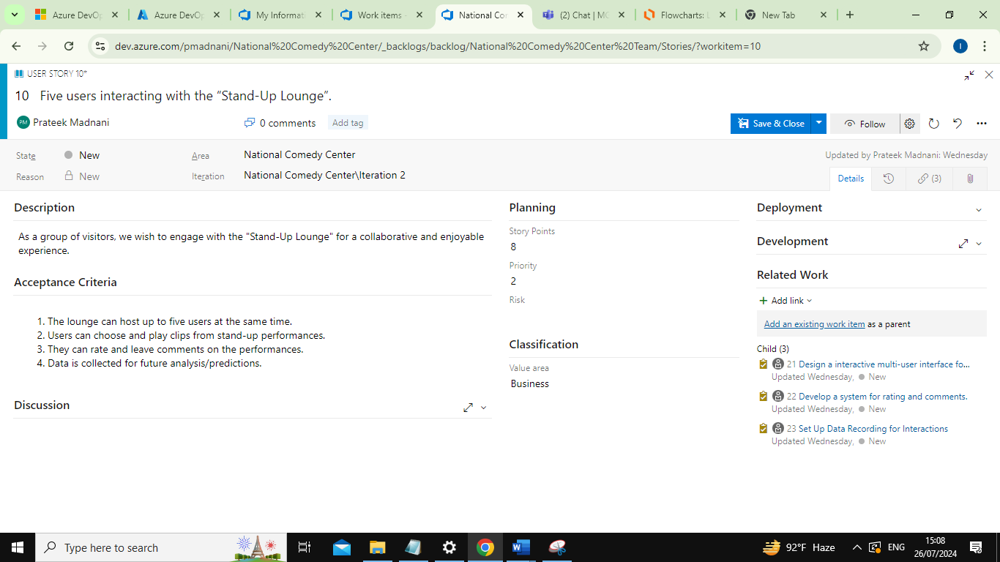 Azure DevOp
Azure DevOp
My Informati
Work items -
National Con
(2) Chat | MC
Flowcharts: L
New Tab
dev.azure.com/pmadnani/National%20Comedy%20Center/_backlogs/backlog/National%20Comedy%20Center%20Team/Stories/?workitem=10
I
USER STORY 10*
10 Five users interacting with the “Stand-Up Lounge”.
PM Prateek Madnani
0 comments
Add tag
Save & Close
Follow
State New
Area National Comedy Center
Updated by Prateek Madnani: Wednesday
Reason New
Iteration National Comedy Center\Iteration 2
Details
(3)
Description
As a group of visitors, we wish to engage with the "Stand-Up Lounge" for a collaborative and enjoyable
experience.
Acceptance Criteria
1. The lounge can host up to five users at the same time.
2. Users can choose and play clips from stand-up performances.
3. They can rate and leave comments on the performances.
4. Data is collected for future analysis/predictions.
Discussion
Planning
Story Points
8
Priority
2
Risk
Classification
Value area
Business
Deployment
Development
Related Work
Add link
Add an existing work item as a parent
Child (3)
21 Design a interactive multi-user interface fo...
Updated Wednesday, New
22 Develop a system for rating and comments.
Updated Wednesday, New
23 Set Up Data Recording for Interactions
Updated Wednesday, New
Type here to search
92°F Haze
ENG
15:08
26/07/2024